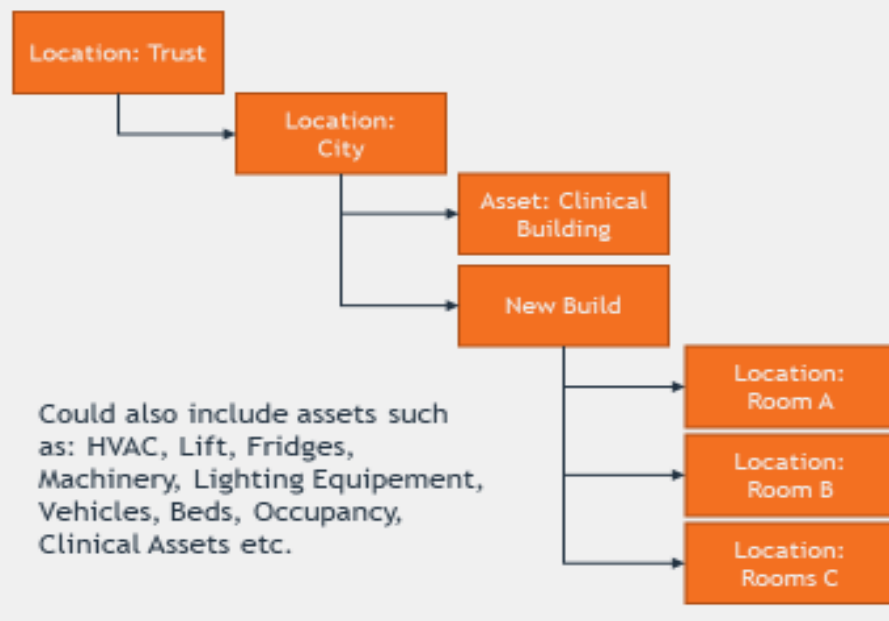 Location: Trust
Location:
City
Asset: Clinical
Building
New Build
Location:
Room A
Location:
Room B
Location:
Rooms C
Could also include assets such
as: HVAC, Lift, Fridges,
Machinery, Lighting Equipement,
Vehicles, Beds, Occupancy,
Clinical Assets etc.